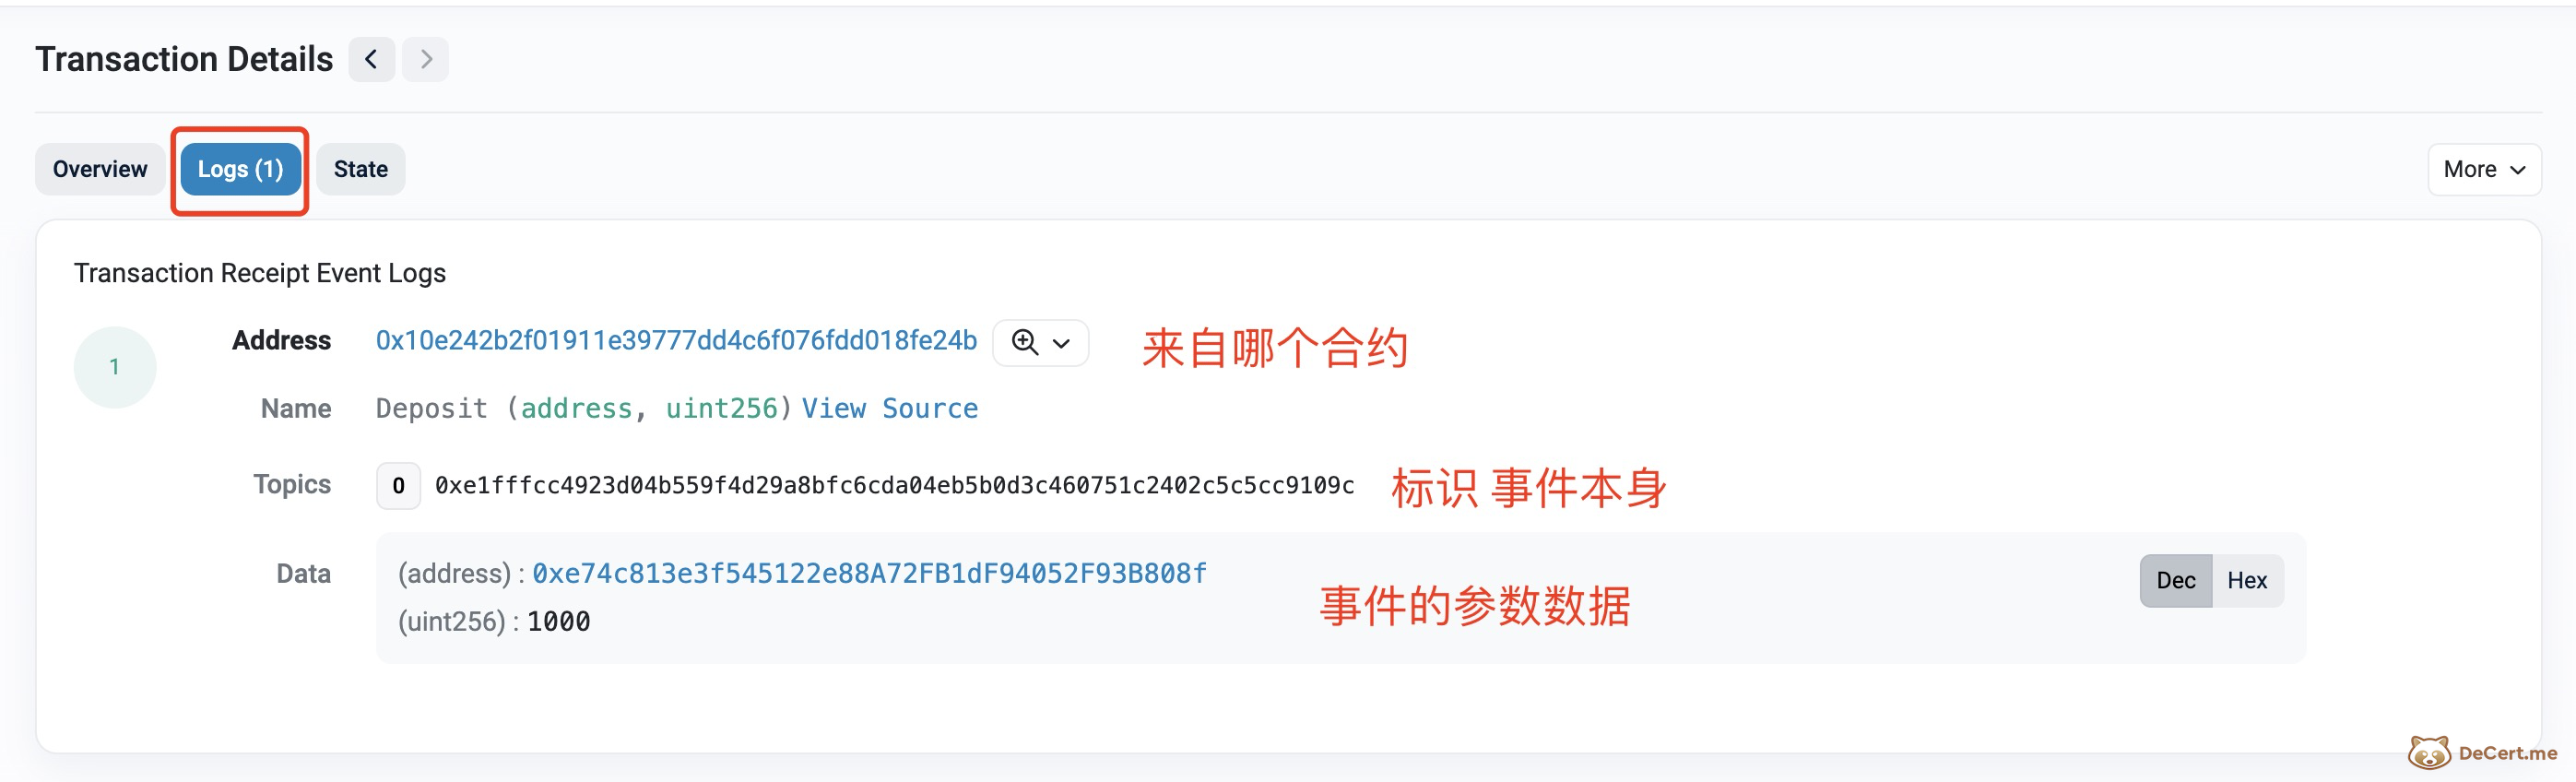 Transaction Details
Overview Logs (1) State More
Transaction Receipt Event Logs
1
Address 0x10e242b2f01911e39777dd4c6f076fdd018fe24b 来自哪个合约
Name Deposit (address, uint256) View Source
Topics 0 0xe1fffcc4923d04b559f4d29a8bfc6cda04eb5b0d3c460751c2402c5c5cc9109c 标识 事件本身
Data (address) : 0xe74c813e3f545122e88A72FB1dF94052F93B808f Dec Hex
(uint256) : 1000 事件的参数数据
DeCert.me